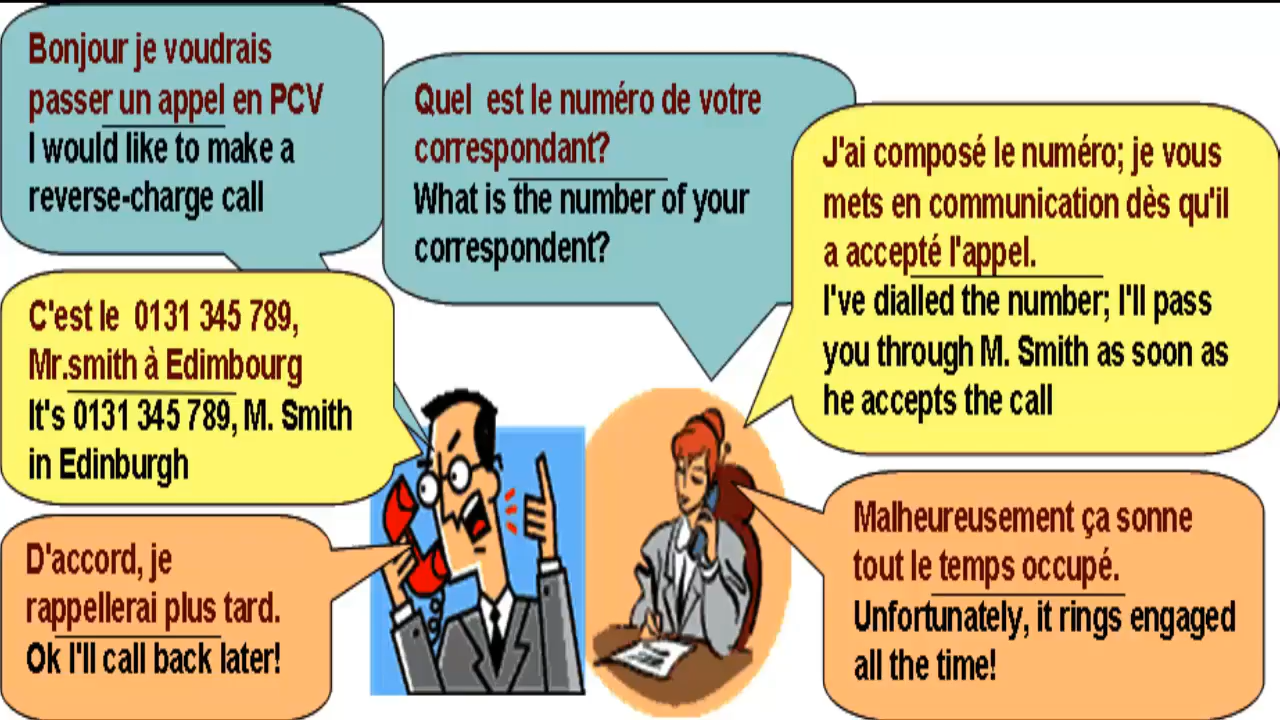 Bonjour je voudrais
passer un appel en PCV
I would like to make a
reverse-charge call
Quel est le numéro de votre
correspondant?
What is the number of your
correspondent?
C'est le 0131 345 789,
Mr.smith à Edimbourg
It's 0131 345 789, M. Smith
in Edinburgh
J'ai composé le numéro; je vous
mets en communication dès qu'il
a accepté l'appel.
I've dialled the number; I'll pass
you through M. Smith as soon as
he accepts the call
Malheureusement ça sonne
tout le temps occupé.
Unfortunately, it rings engaged
all the time!
D'accord, je
rappellerai plus tard.
Ok I'll call back later!